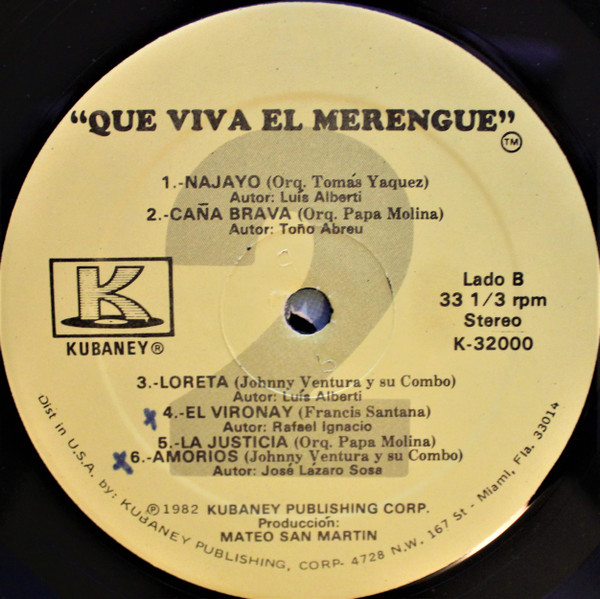 "QUE VIVA EL MERENGUE"
TM
1.-NAJAYO (Orq. Tomás Yaquez)
Autor: Luis Alberti
2.-CAÑA BRAVA (Orq. Papa Molina)
Autor: Toño Abreu
2
K
KUBANEY®
Lado B
33 1/3 rpm
Stereo
K-32000
3.-LORETA (Johnny Ventura y su Combo)
Autor: Luis Alberti
4.-EL VIRONAY (Francis Santana)
Autor: Rafael Ignacio
5.-LA JUSTICIA (Orq. Papa Molina)
6.-AMORIOS (Johnny Ventura y su Combo)
Autor: José Lázaro Sosa
℗1982 KUBANEY PUBLISHING CORP.
Producción:
MATEO SAN MARTIN
Dist in U.S.A. by: KUBANEY PUBLISHING, CORP- 4728 N.W. 167 St - Miami, Fla. 33014